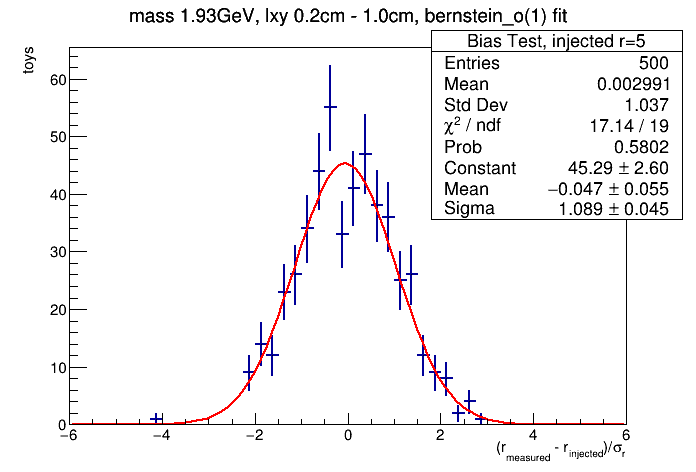 mass 1.93GeV, lxy 0.2cm - 1.0cm, bernstein_o(1) fit
toys
Bias Test, injected r=5
Entries 500
Mean 0.002991
Std Dev 1.037
χ² / ndf 17.14 / 19
Prob 0.5802
Constant 45.29 ± 2.60
Mean −0.047 ± 0.055
Sigma 1.089 ± 0.045
60
50
40
30
20
10
0
−6 −4 −2 0 2 4 6
(r_measured - r_injected)/σ_r